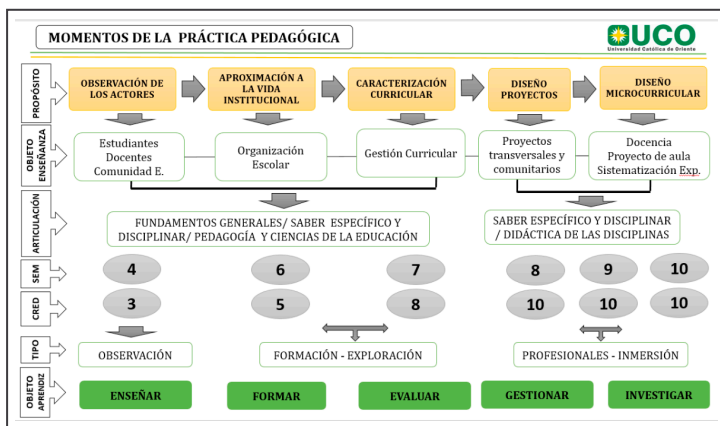 MOMENTOS DE LA PRÁCTICA PEDAGÓGICA
UCO
Universidad Católica de Oriente
PROPÓSITO
OBSERVACIÓN DE
LOS ACTORES
APROXIMACIÓN A
LA VIDA
INSTITUCIONAL
CARACTERIZACIÓN
CURRICULAR
DISEÑO
PROYECTOS
DISEÑO
MICROCURRICULAR
OBJETO
ENSEÑANZA
Estudiantes
Docentes
Comunidad E.
Organización
Escolar
Gestión Curricular
Proyectos
transversales y
comunitarios
Docencia
Proyecto de aula
Sistematización Exp.
ARTICULACIÓN
FUNDAMENTOS GENERALES/ SABER ESPECÍFICO Y
DISCIPLINAR/ PEDAGOGÍA Y CIENCIAS DE LA EDUCACIÓN
SABER ESPECÍFICO Y DISCIPLINAR
/ DIDÁCTICA DE LAS DISCIPLINAS
SEM
4
6
7
8
9
10
CRED
3
5
8
10
10
10
TIPO
OBSERVACIÓN
FORMACIÓN - EXPLORACIÓN
PROFESIONALES - INMERSIÓN
OBJETO
APRENDIZ
ENSEÑAR
FORMAR
EVALUAR
GESTIONAR
INVESTIGAR